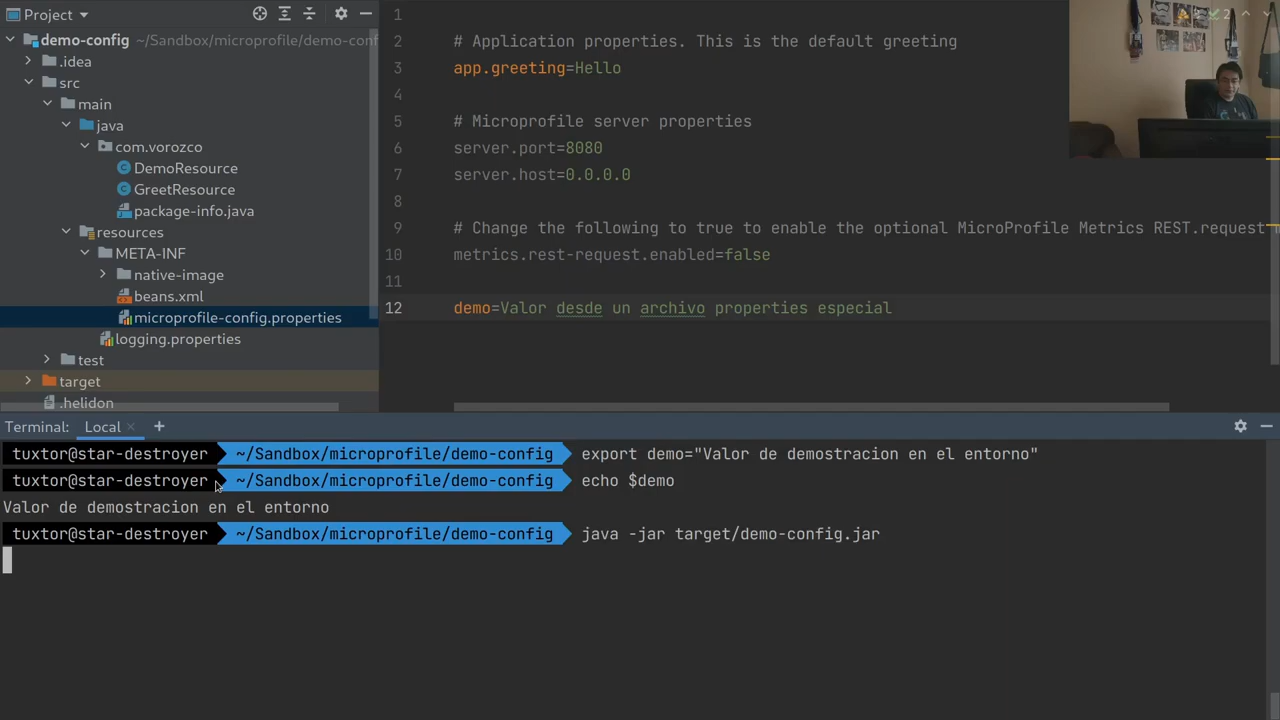 Project
demo-config ~/Sandbox/microprofile/demo-conf
.idea
src
main
java
com.vorozco
DemoResource
GreetResource
package-info.java
resources
META-INF
native-image
beans.xml
microprofile-config.properties
logging.properties
test
target
.helidon
1
2 # Application properties. This is the default greeting
3 app.greeting=Hello
4
5 # Microprofile server properties
6 server.port=8080
7 server.host=0.0.0.0
8
9 # Change the following to true to enable the optional MicroProfile Metrics REST.request
10 metrics.rest-request.enabled=false
11
12 demo=Valor desde un archivo properties especial
2
Terminal: Local
tuxtor@star-destroyer ~/Sandbox/microprofile/demo-config export demo="Valor de demostracion en el entorno"
tuxtor@star-destroyer ~/Sandbox/microprofile/demo-config echo $demo
Valor de demostracion en el entorno
tuxtor@star-destroyer ~/Sandbox/microprofile/demo-config java -jar target/demo-config.jar